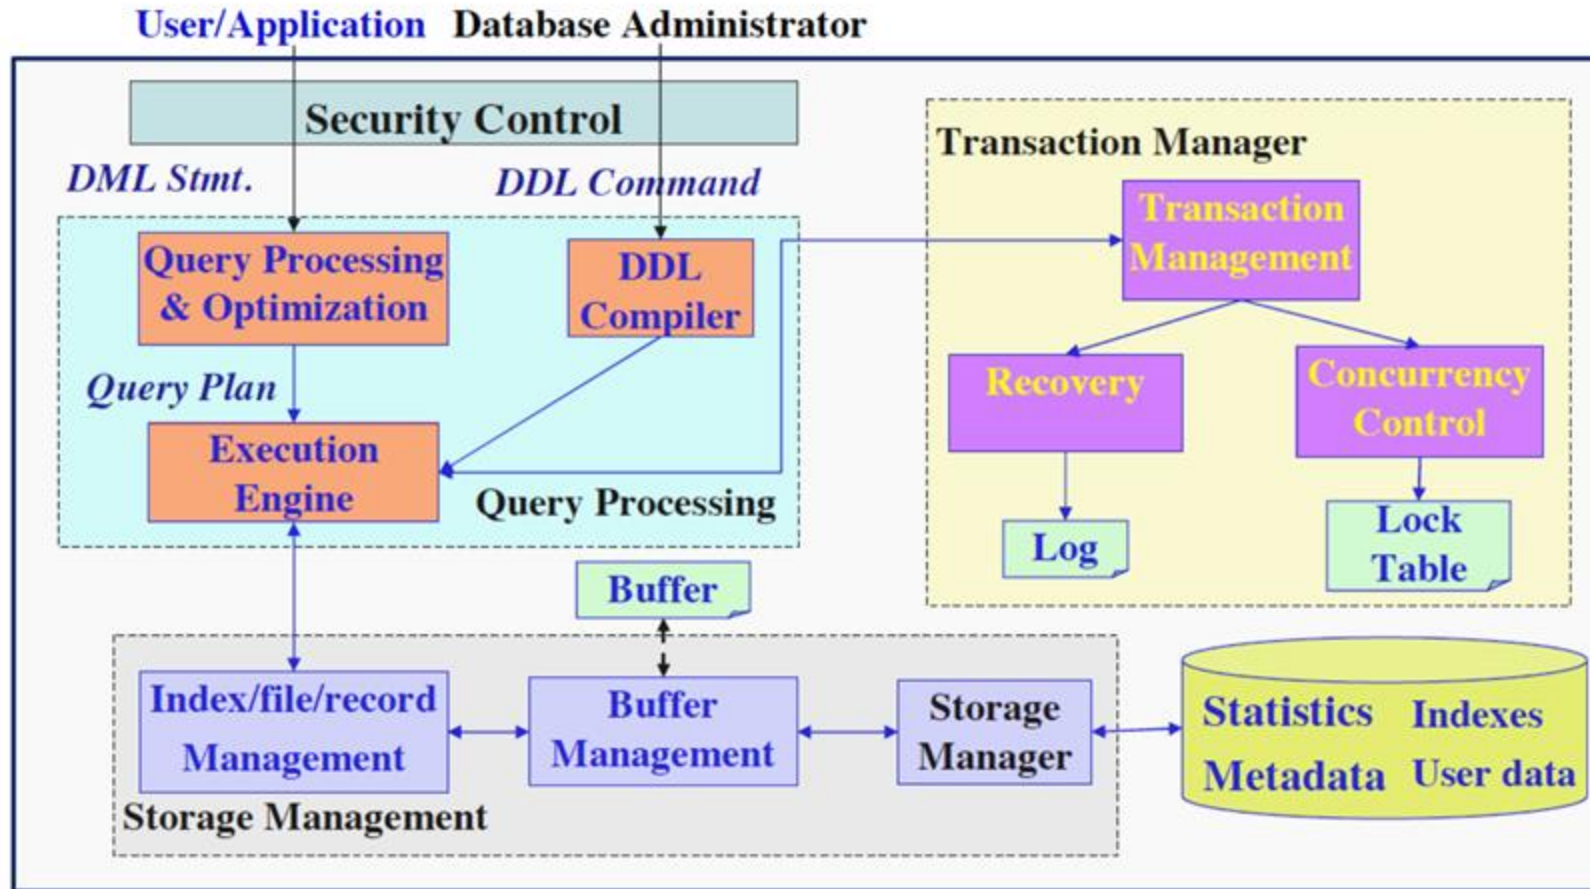 User/Application
Database Administrator
Security Control
DML Stmt.
DDL Command
Query Processing
& Optimization
DDL
Compiler
Query Plan
Execution
Engine
Query Processing
Transaction Manager
Transaction
Management
Recovery
Concurrency
Control
Log
Lock
Table
Buffer
Index/file/record
Management
Buffer
Management
Storage
Manager
Storage Management
Statistics
Indexes
Metadata
User data